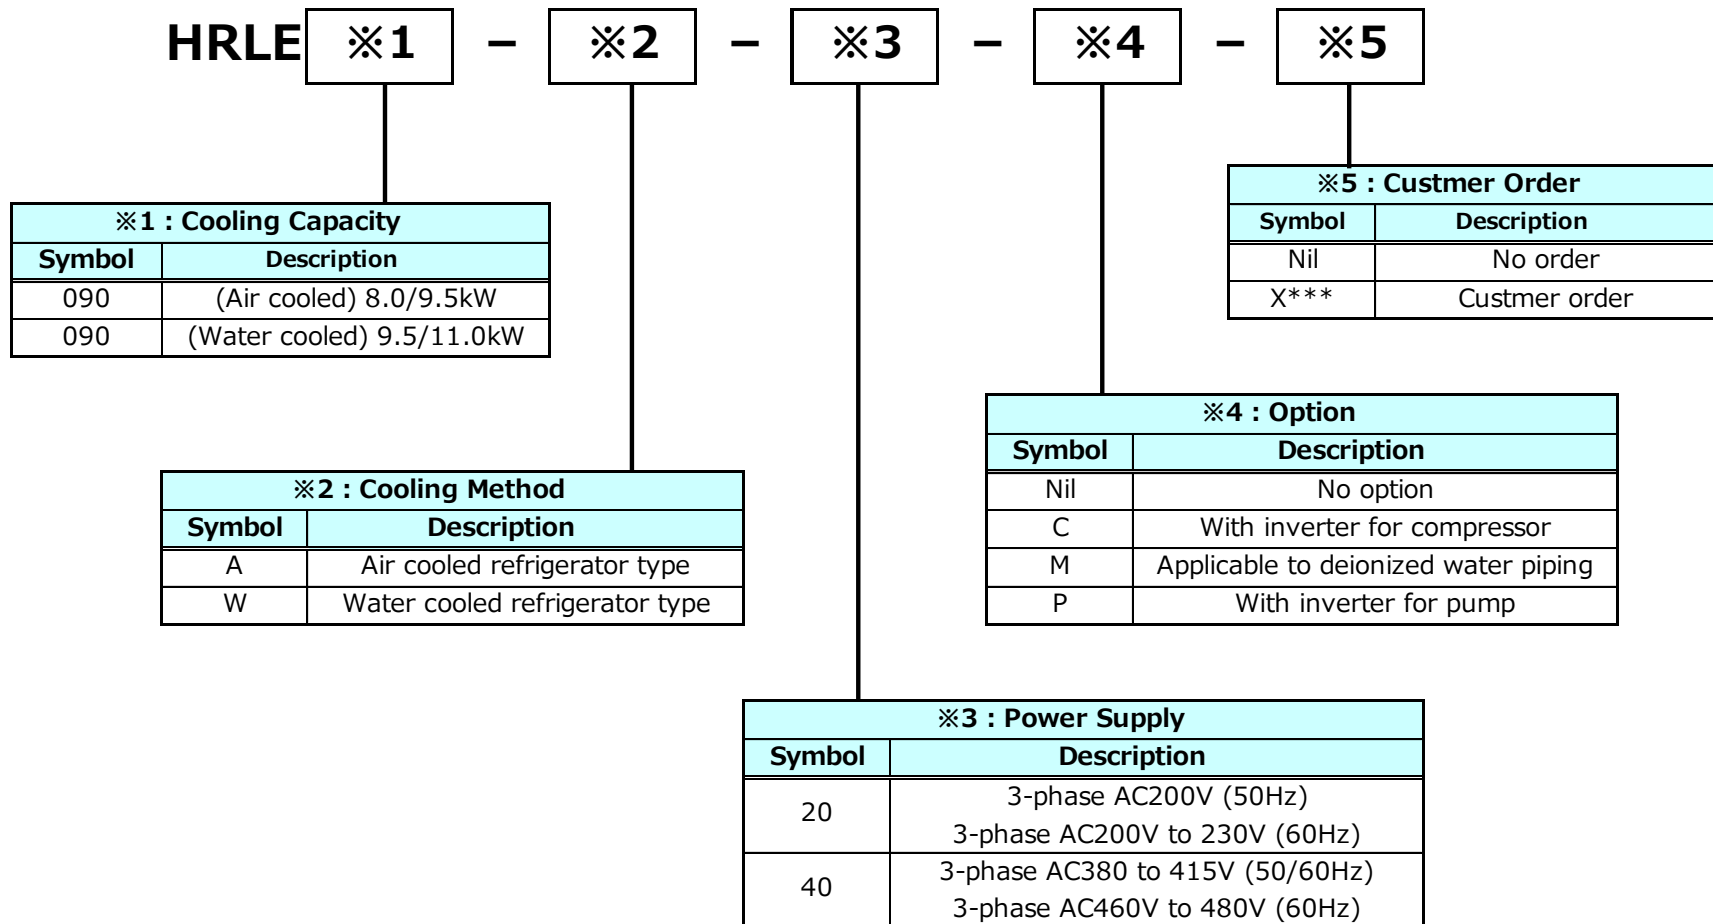 HRLE ※1 － ※2 － ※3 － ※4 － ※5
※1 : Cooling Capacity
Symbol Description
090 (Air cooled) 8.0/9.5kW
090 (Water cooled) 9.5/11.0kW
※5 : Custmer Order
Symbol Description
Nil No order
X*** Custmer order
※2 : Cooling Method
Symbol Description
A Air cooled refrigerator type
W Water cooled refrigerator type
※4 : Option
Symbol Description
Nil No option
C With inverter for compressor
M Applicable to deionized water piping
P With inverter for pump
※3 : Power Supply
Symbol Description
20 3-phase AC200V (50Hz)
3-phase AC200V to 230V (60Hz)
40 3-phase AC380 to 415V (50/60Hz)
3-phase AC460V to 480V (60Hz)